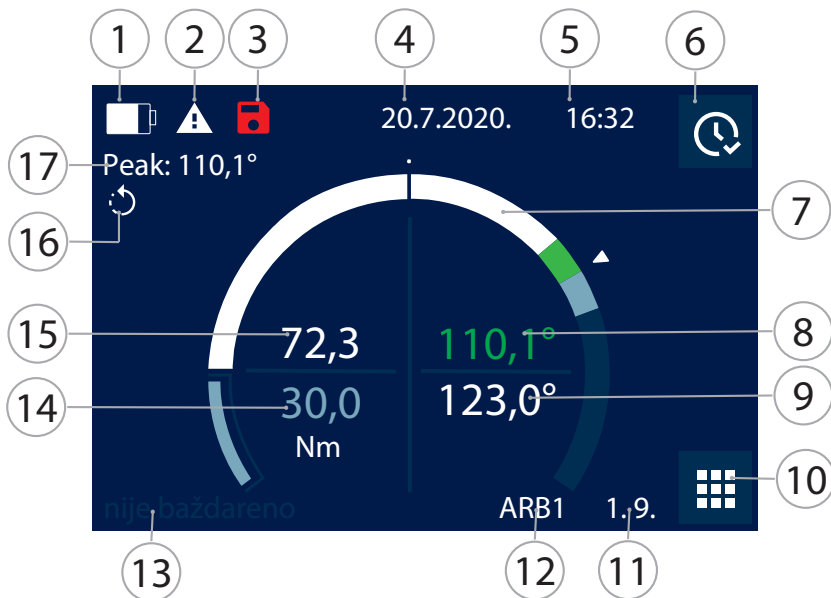 1 2 3 4 5 6
20.7.2020. 16:32
17 Peak: 110,1°
16 7
15 72,3 110,1° 8
14 30,0 123,0° 9
Nm
10
nije baždareno ARB1 1. 9.
13 12 11